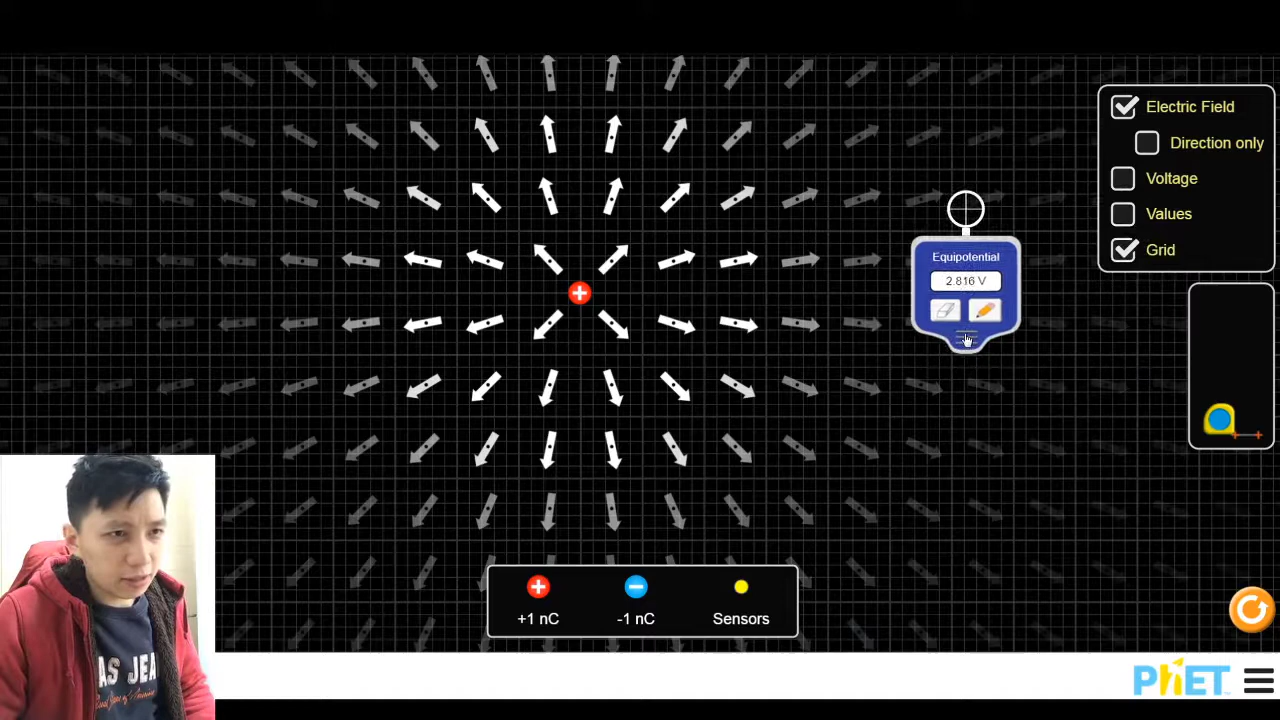 Electric Field
Direction only
Voltage
Values
Grid
Equipotential
2.816 V
+1 nC
-1 nC
Sensors
AS JEA
PhET